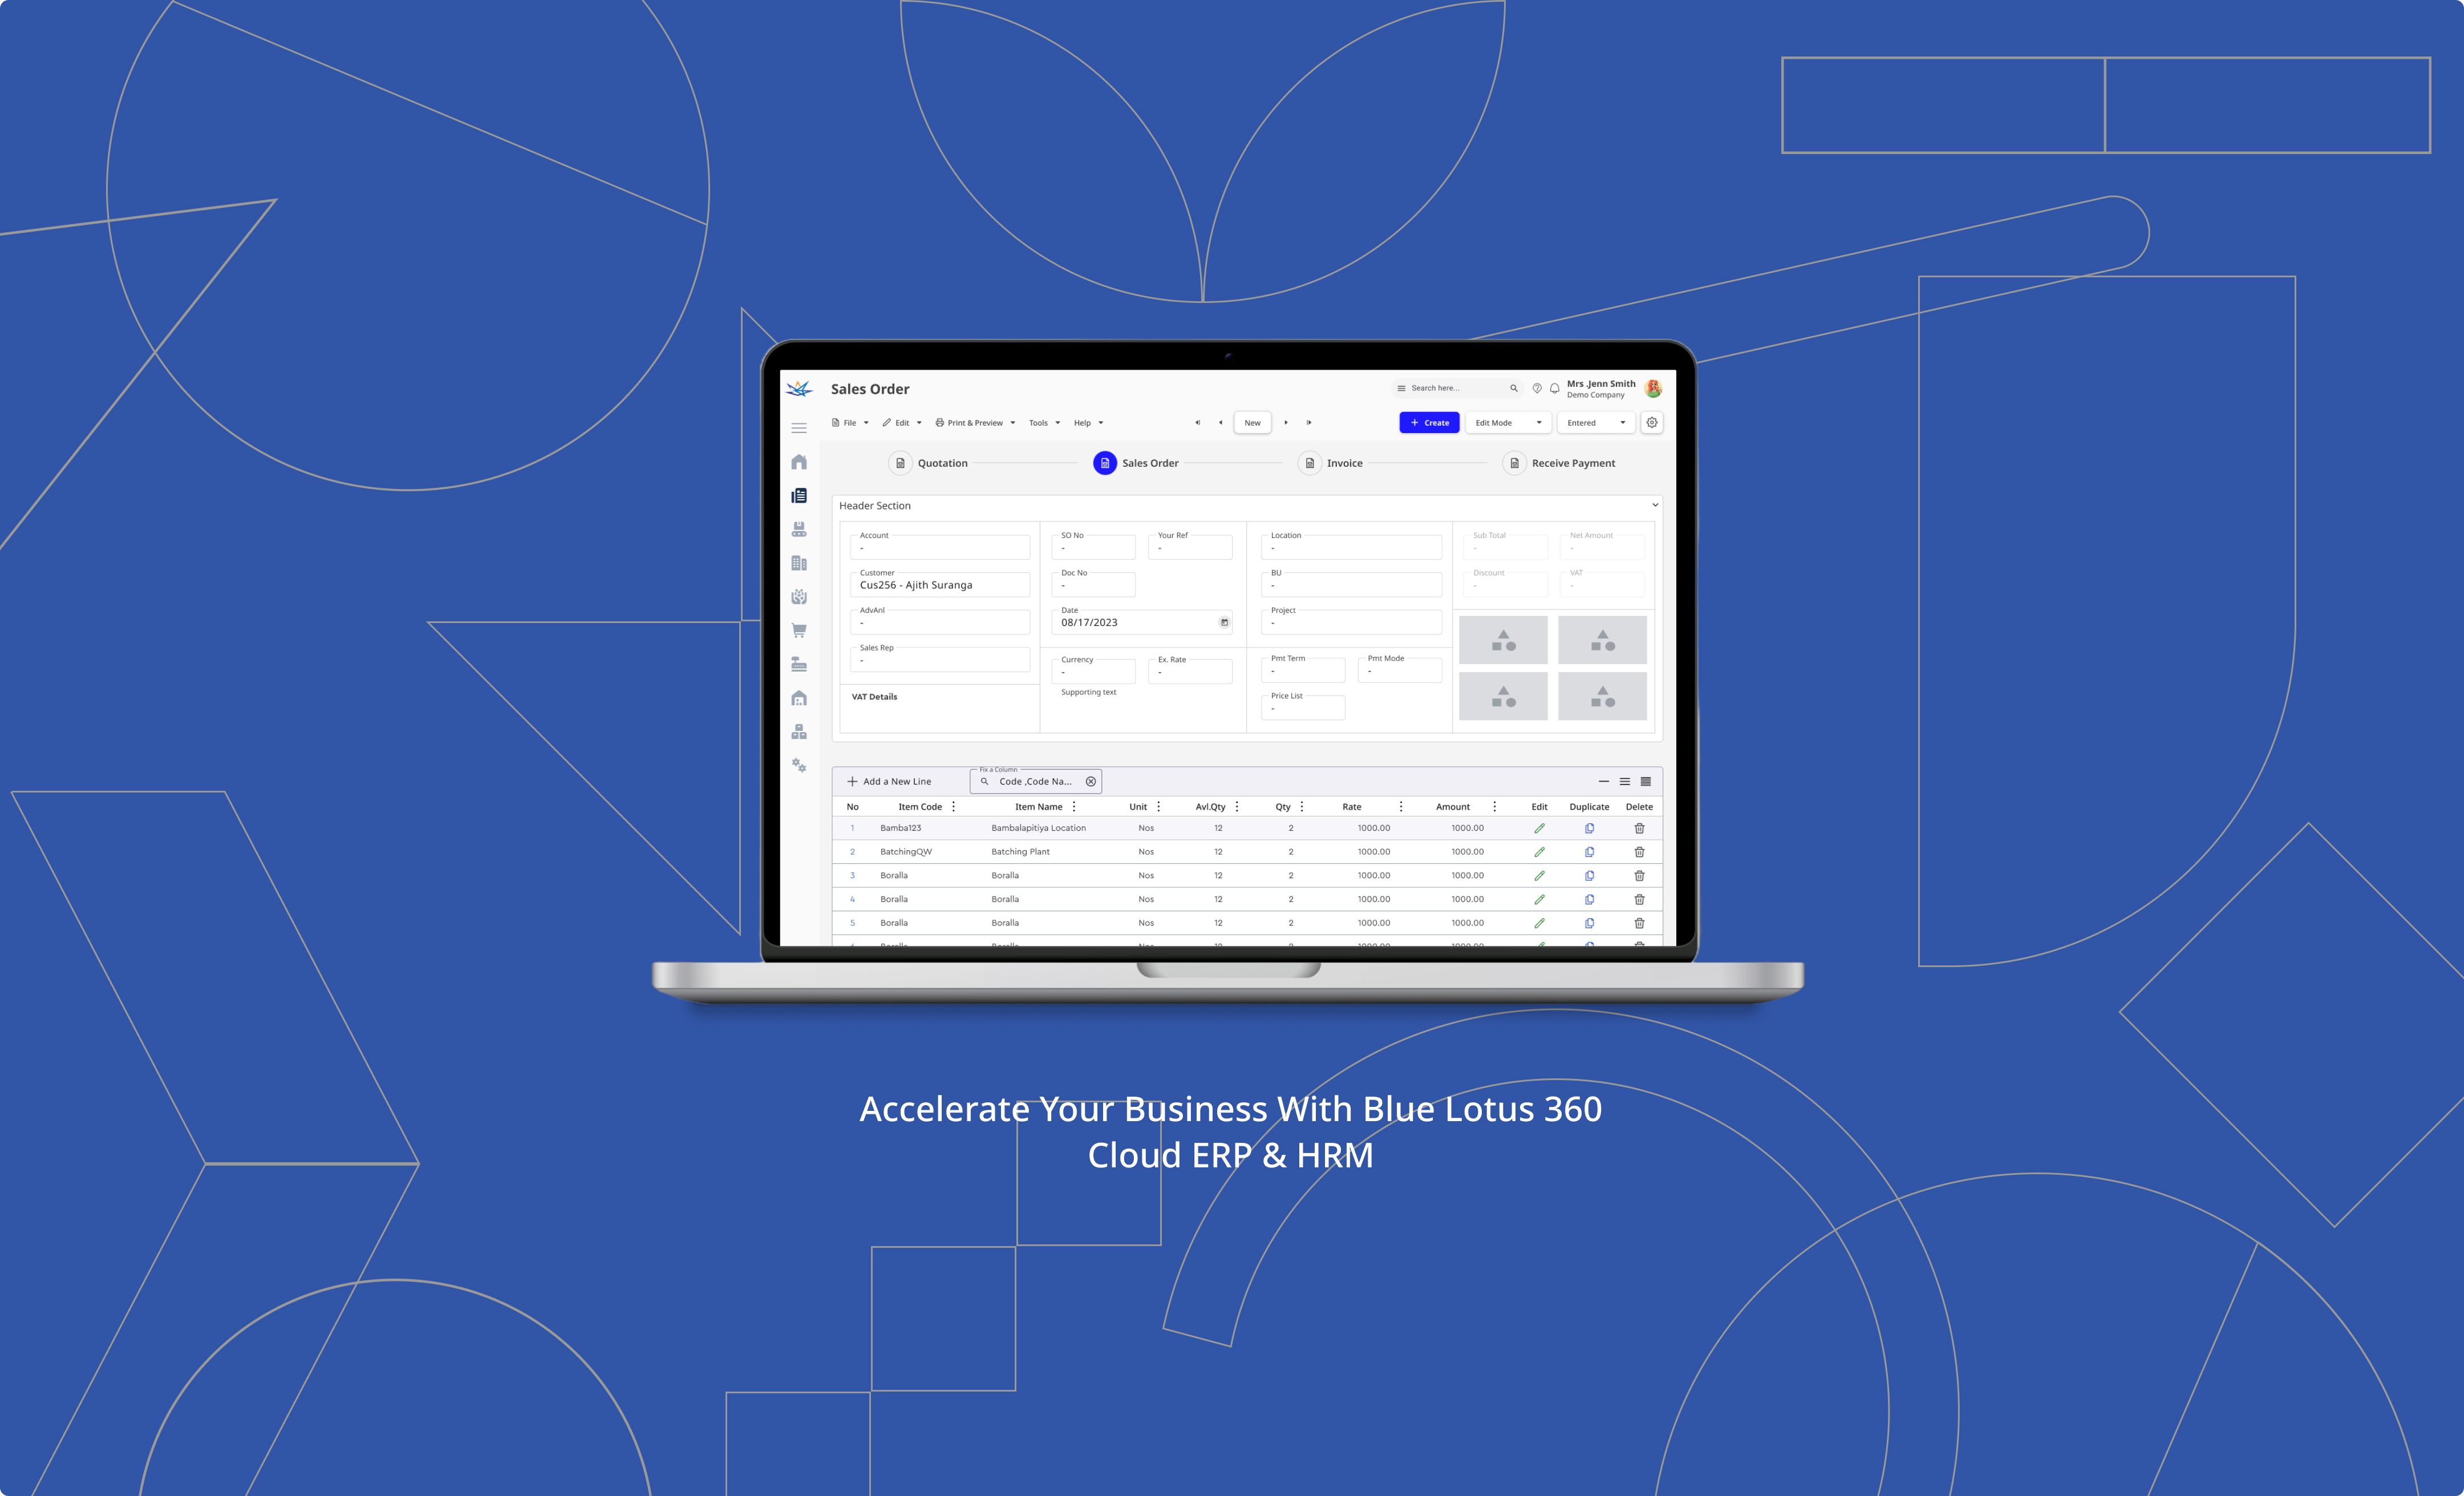 Sales Order
Search here...
Mrs .Jenn Smith
Demo Company
File Edit Print & Preview Tools Help New Create Edit Mode Entered
Quotation Sales Order Invoice Receive Payment
Header Section
Account SO No Your Ref Location Sub Total Net Amount
- - - - - -
Customer Doc No BU Discount VAT
Cus256 - Ajith Suranga - - - -
AdvAnl Date Project
- 08/17/2023 -
Sales Rep Currency Ex. Rate Pmt Term Pmt Mode
- - - - -
VAT Details Supporting text Price List
-
Add a New Line Fix a Column Code ,Code Na...
No Item Code Item Name Unit Avl.Qty Qty Rate Amount Edit Duplicate Delete
1 Bamba123 Bambalapitiya Location Nos 12 2 1000.00 1000.00
2 BatchingQW Batching Plant Nos 12 2 1000.00 1000.00
3 Boralla Boralla Nos 12 2 1000.00 1000.00
4 Boralla Boralla Nos 12 2 1000.00 1000.00
5 Boralla Boralla Nos 12 2 1000.00 1000.00
Accelerate Your Business With Blue Lotus 360
Cloud ERP & HRM